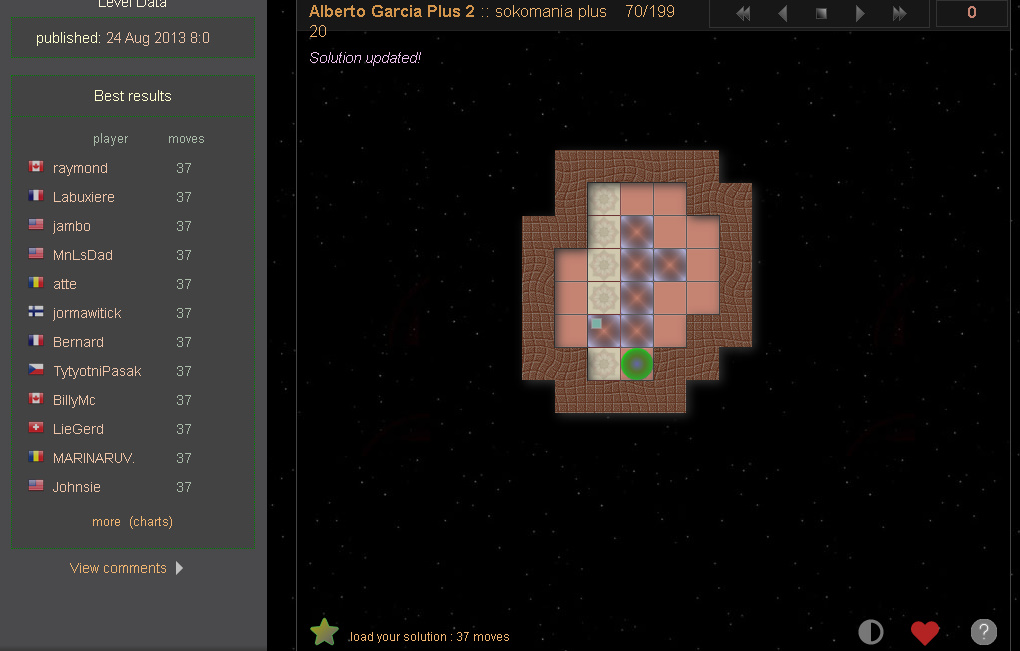 Level Data
published: 24 Aug 2013 8:0
Best results
player moves
raymond 37
Labuxiere 37
jambo 37
MnLsDad 37
atte 37
jormawitick 37
Bernard 37
TytyotniPasak 37
BillyMc 37
LieGerd 37
MARINARUV. 37
Johnsie 37
more (charts)
View comments
Alberto Garcia Plus 2 :: sokomania plus 70/199
20
0
Solution updated!
load your solution : 37 moves
?